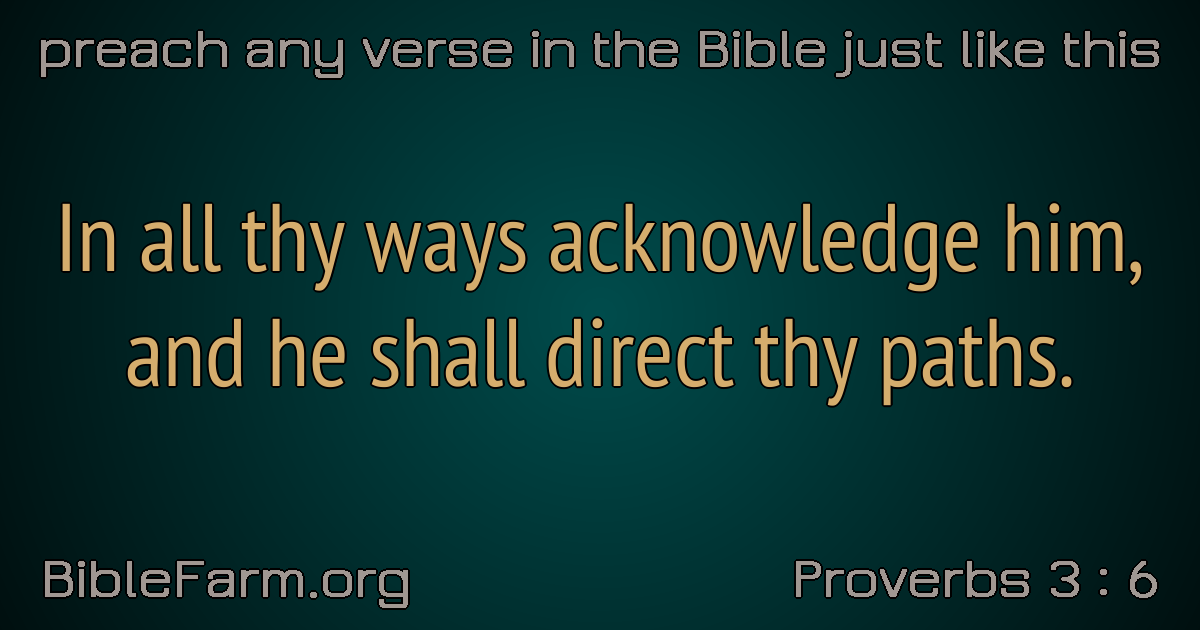 preach any verse in the Bible just like this
In all thy ways acknowledge him,
and he shall direct thy paths.
BibleFarm.org
Proverbs 3 : 6